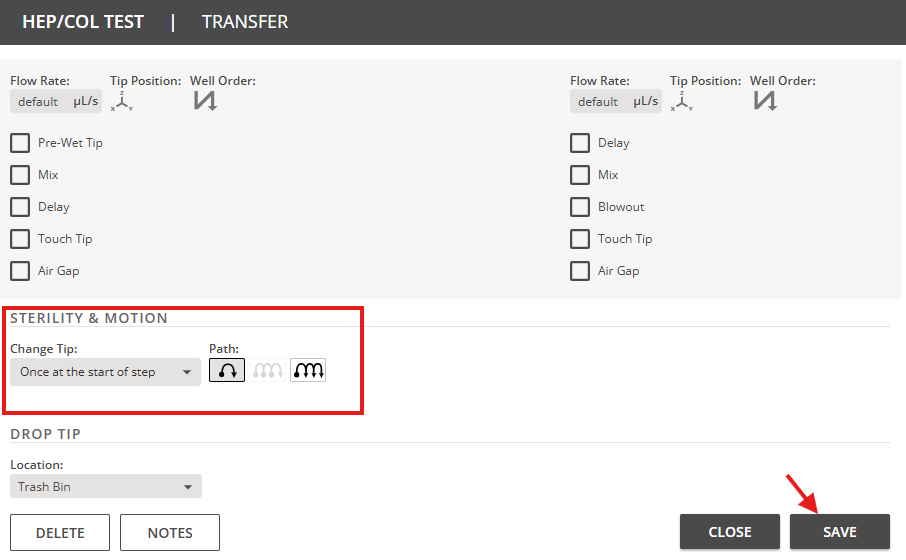 HEP/COL TEST | TRANSFER
Flow Rate: Tip Position: Well Order:
default µL/s Z X Y
Pre-Wet Tip
Mix
Delay
Touch Tip
Air Gap
Flow Rate: Tip Position: Well Order:
default µL/s Z X Y
Delay
Mix
Blowout
Touch Tip
Air Gap
STERILITY & MOTION
Change Tip: Path:
Once at the start of step
DROP TIP
Location:
Trash Bin
DELETE NOTES CLOSE SAVE